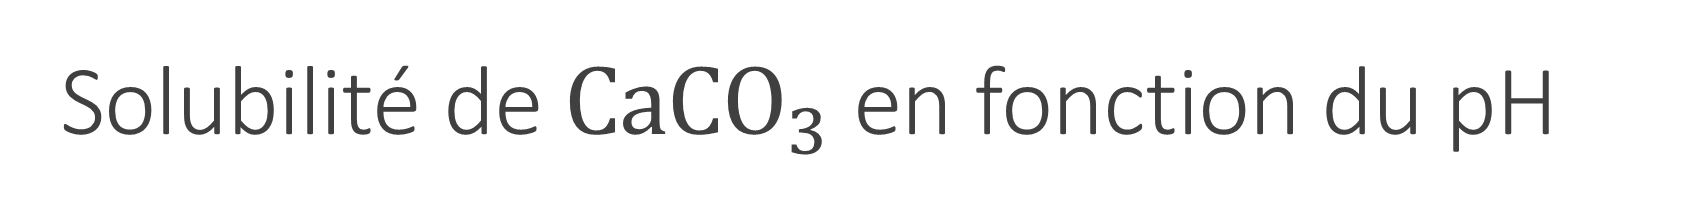 Solubilité de CaCO₃ en fonction du pH